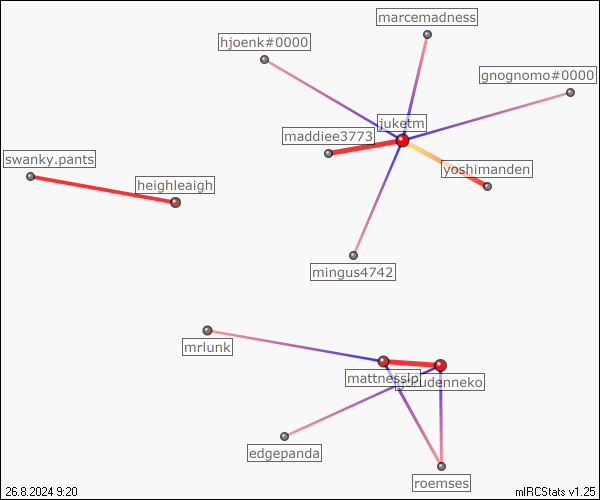 marcemadness
hjoenk#0000
gnognomo#0000
juketm
maddiee3773
swanky.pants
yoshimanden
heighleaigh
mingus4742
mrlunk
mattnesslp
edgepanda
roemses
26.8.2024 9:20
mIRCStats v1.25